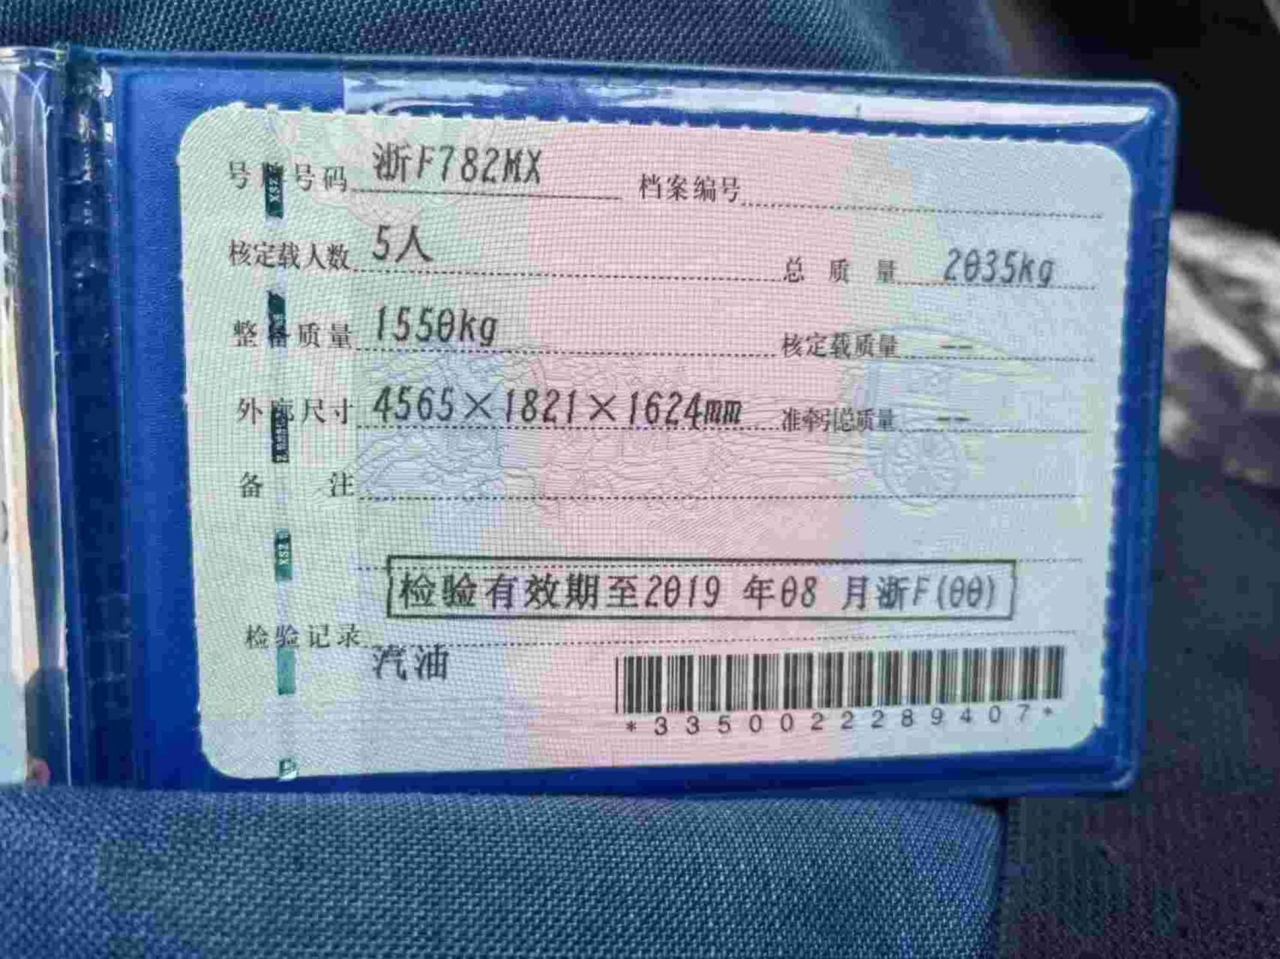 号牌号码 浙F782MX 档案编号
核定载人数 5人 总质量 2035kg
整备质量 1550kg 核定载质量 --
外廓尺寸 4565×1821×1624mm 准牵引总质量 --
备注
检验有效期至2019 年08 月浙F(00)
检验记录
汽油
*3350022289407*